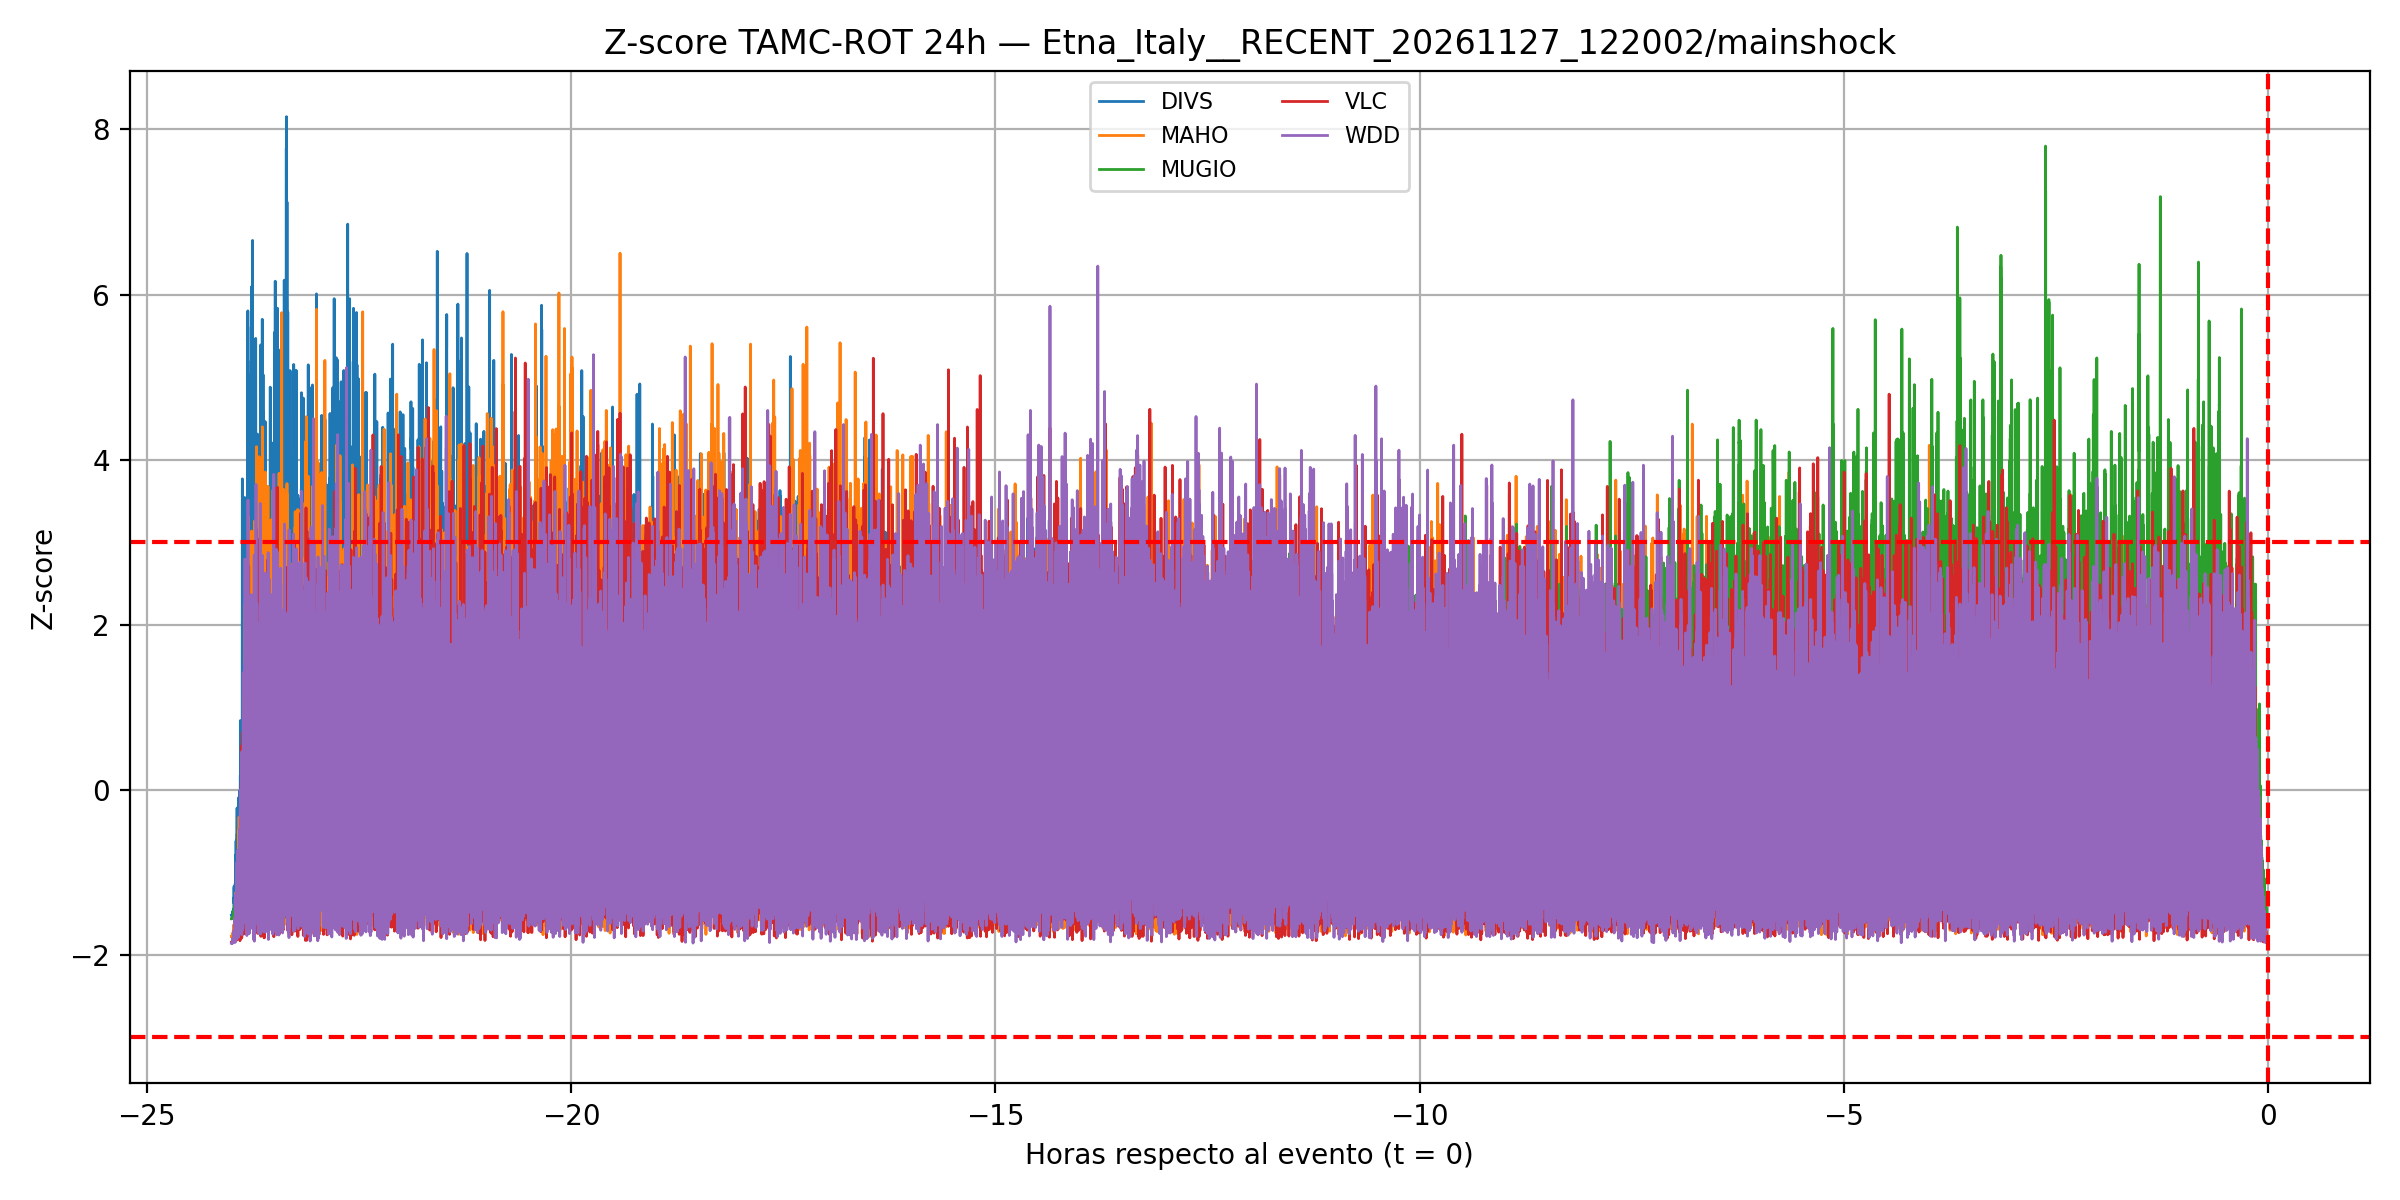 Z-score TAMC-ROT 24h — Etna_Italy__RECENT_20261127_122002/mainshock
DIVS
MAHO
MUGIO
VLC
WDD
Z-score
8
6
4
2
0
−2
−25
−20
−15
−10
−5
0
Horas respecto al evento (t = 0)